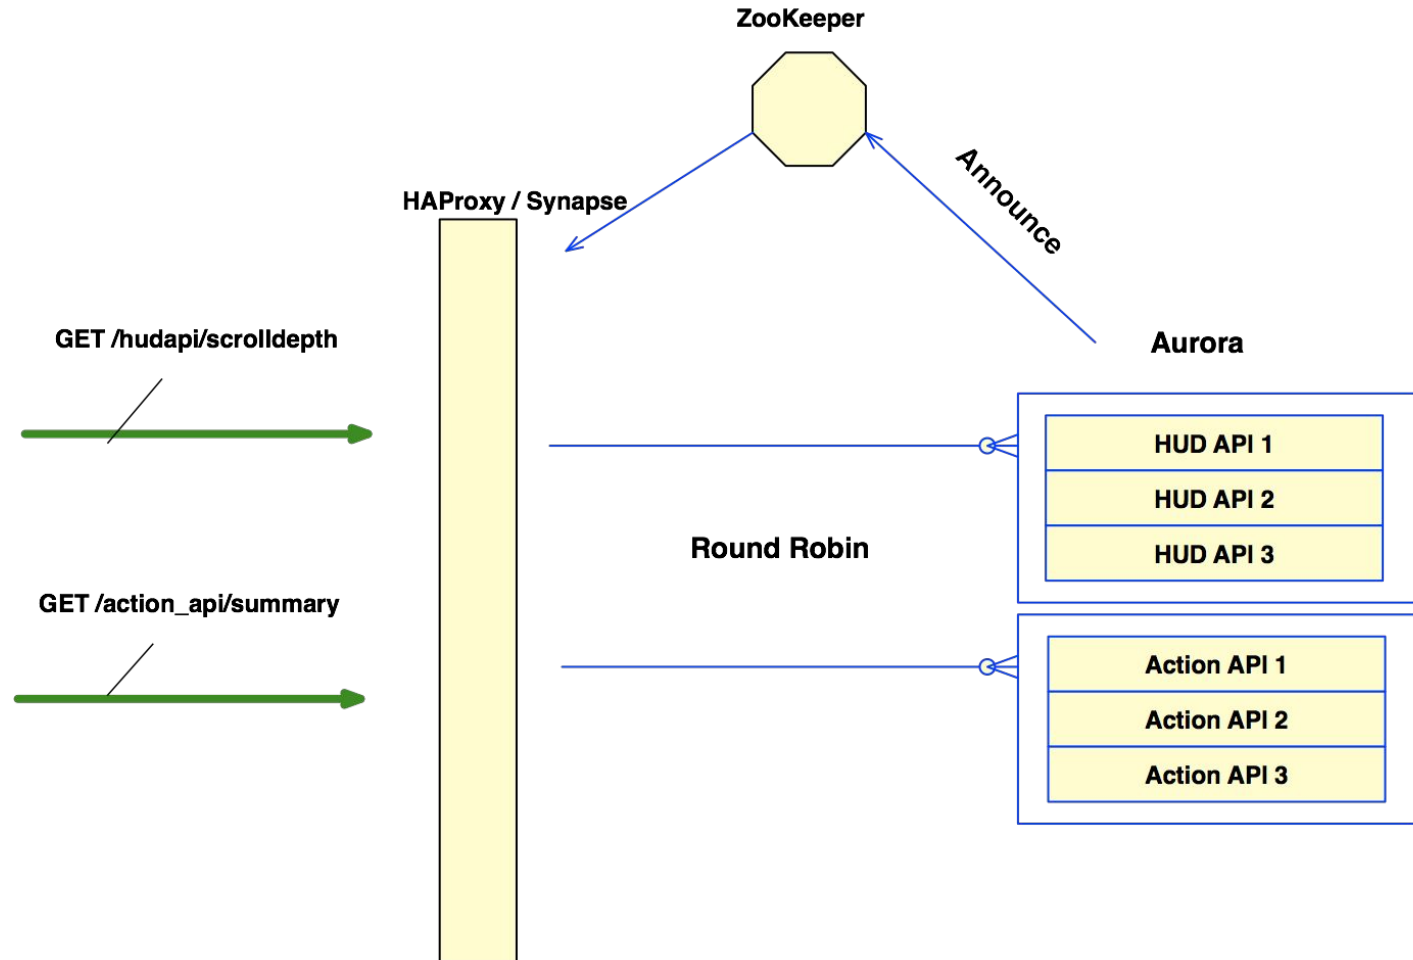 ZooKeeper
Announce
HAProxy / Synapse
GET /hudapi/scrolldepth
Aurora
HUD API 1
HUD API 2
HUD API 3
Round Robin
GET /action_api/summary
Action API 1
Action API 2
Action API 3